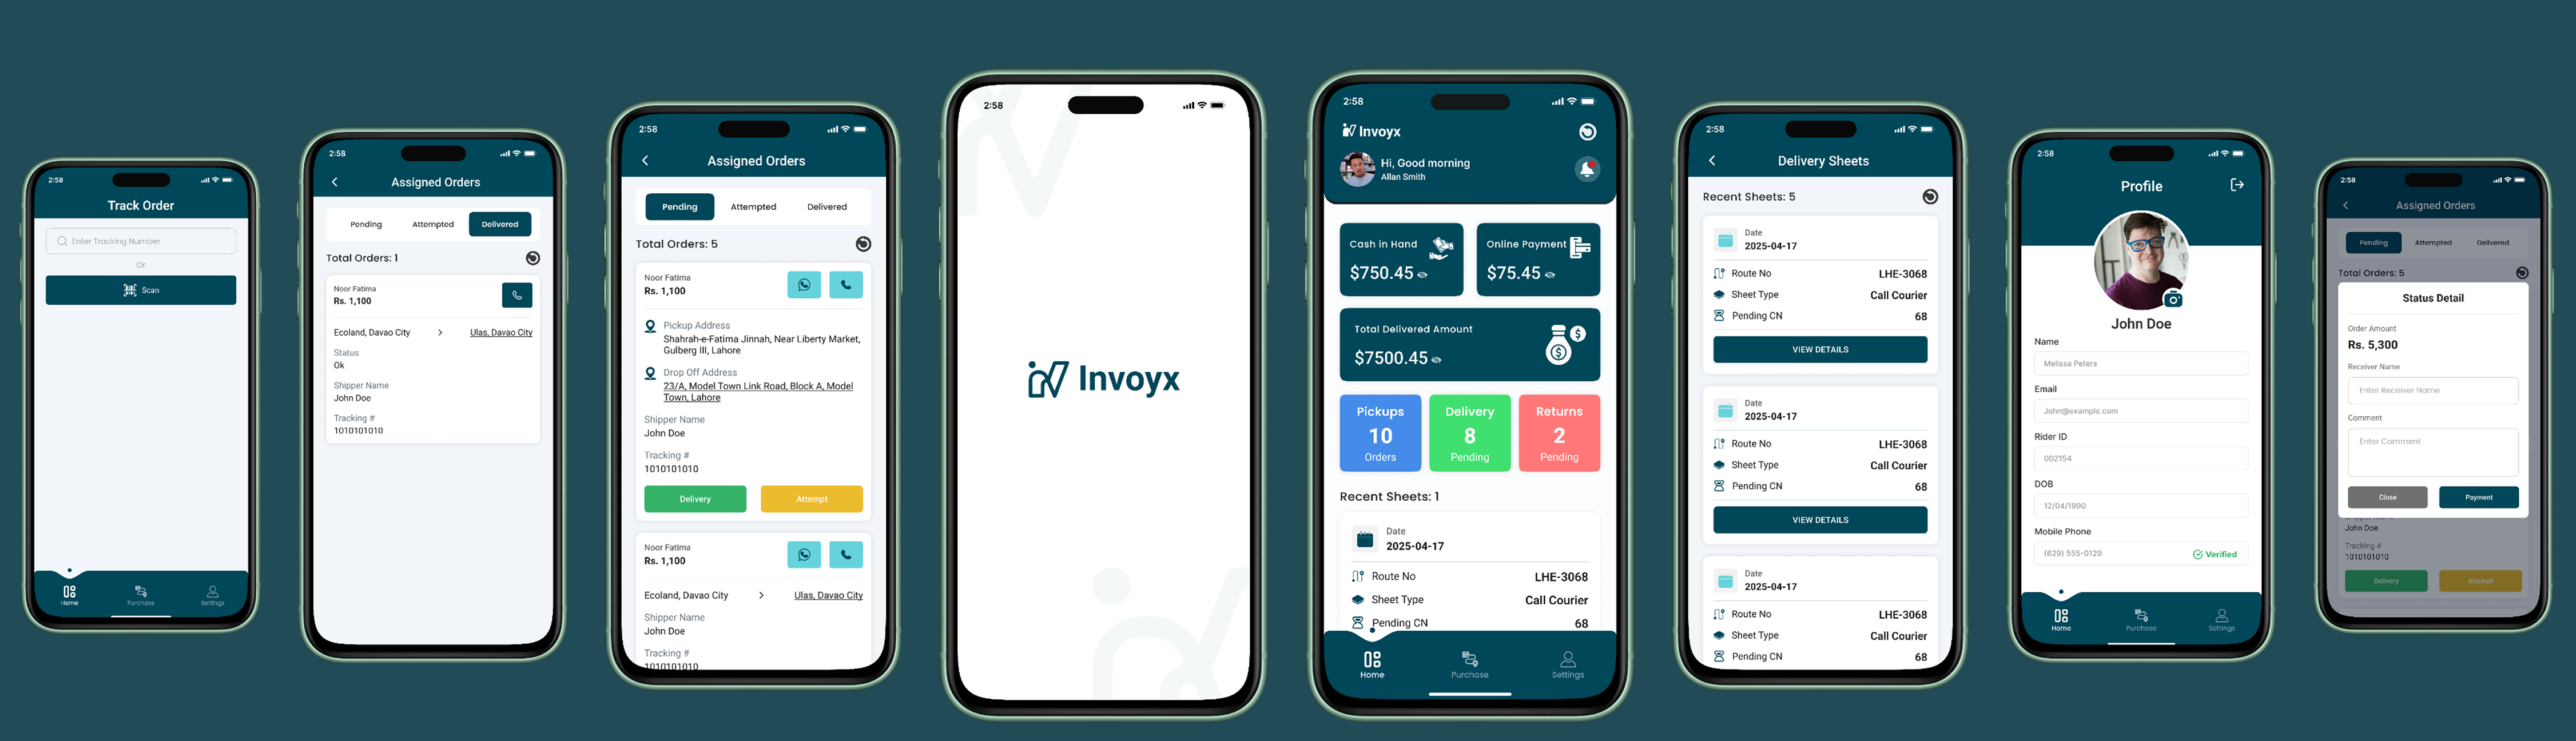 2:58
Track Order
Enter Tracking Number
Or
Scan
Home
Purchase
Settings
2:58
Assigned Orders
Pending Attempted Delivered
Total Orders: 1
Noor Fatima
Rs. 1,100
Ecoland, Davao City > Ulas, Davao City
Status
Ok
Shipper Name
John Doe
Tracking #
1010101010
2:58
Assigned Orders
Pending Attempted Delivered
Total Orders: 5
Noor Fatima
Rs. 1,100
Pickup Address
Shahrah-e-Fatima Jinnah, Near Liberty Market,
Gulberg III, Lahore
Drop Off Address
23/A, Model Town Link Road, Block A, Model
Town, Lahore
Shipper Name
John Doe
Tracking #
1010101010
Delivery Attempt
Noor Fatima
Rs. 1,100
Ecoland, Davao City > Ulas, Davao City
Shipper Name
John Doe
Tracking #
1010101010
2:58
Invoyx
2:58
Invoyx
Hi, Good morning
Allan Smith
Cash in Hand
$750.45
Online Payment
$75.45
Total Delivered Amount
$7500.45
Pickups
10
Orders
Delivery
8
Pending
Returns
2
Pending
Recent Sheets: 1
Date
2025-04-17
Route No LHE-3068
Sheet Type Call Courier
Pending CN 68
Home
Purchase
Settings
2:58
Delivery Sheets
Recent Sheets: 5
Date
2025-04-17
Route No LHE-3068
Sheet Type Call Courier
Pending CN 68
VIEW DETAILS
Date
2025-04-17
Route No LHE-3068
Sheet Type Call Courier
Pending CN 68
VIEW DETAILS
Date
2025-04-17
Route No LHE-3068
Sheet Type Call Courier
Pending CN 68
2:58
Profile
John Doe
Name
Melissa Peters
Email
John@example.com
Rider ID
002154
DOB
12/04/1990
Mobile Phone
(629) 555-0129 Verified
Home
Purchase
Settings
2:58
Assigned Orders
Pending Attempted Delivered
Total Orders: 5
Status Detail
Order Amount
Rs. 5,300
Receiver Name
Enter Receiver Name
Comment
Enter Comment
Close Payment
Shipper Name
John Doe
Tracking #
1010101010
Delivery Attempt